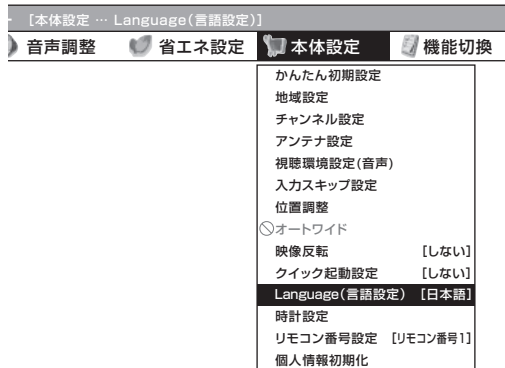 [本体設定 … Language(言語設定)]
音声調整 省エネ設定 本体設定 機能切換
かんたん初期設定
地域設定
チャンネル設定
アンテナ設定
視聴環境設定(音声)
入力スキップ設定
位置調整
オートワイド
映像反転 [しない]
クイック起動設定 [しない]
Language(言語設定) [日本語]
時計設定
リモコン番号設定 [リモコン番号1]
個人情報初期化